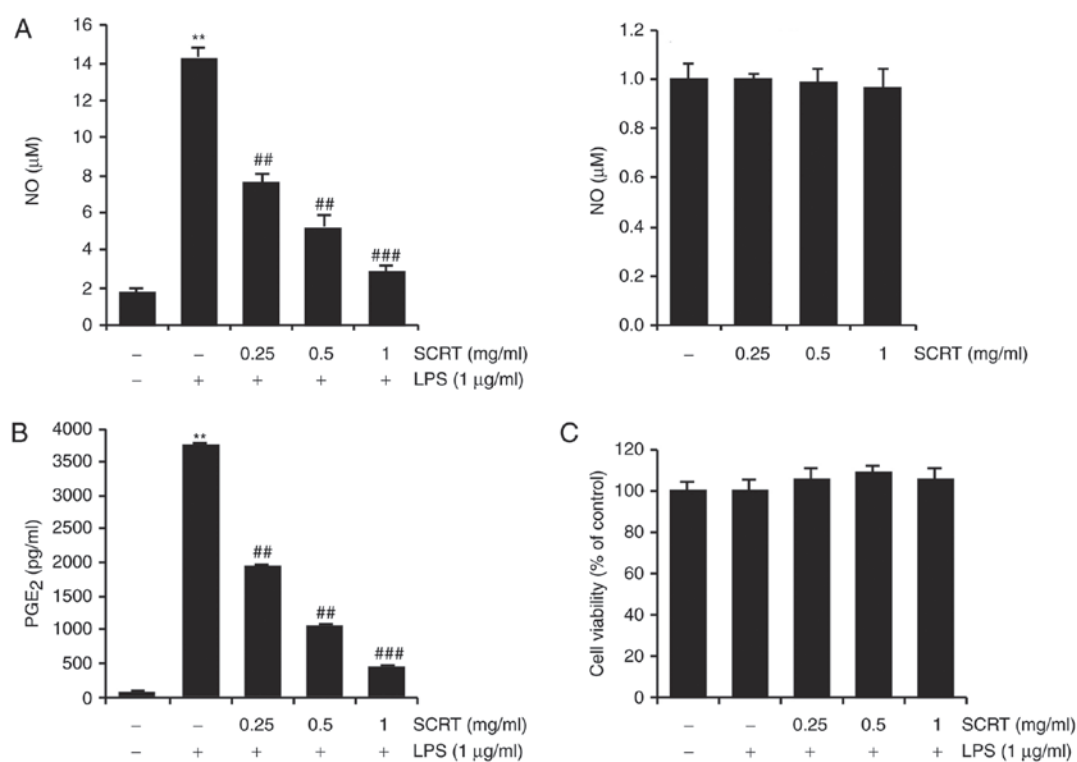 A
NO (μM)
16
14
12
10
8
6
4
2
0
**
##
##
###
– – 0.25 0.5 1 SCRT (mg/ml)
– + + + + LPS (1 μg/ml)
NO (μM)
1.2
1.0
0.8
0.6
0.4
0.2
0.0
– 0.25 0.5 1 SCRT (mg/ml)
B
PGE2 (pg/ml)
4000
3500
3000
2500
2000
1500
1000
500
0
**
##
##
###
– – 0.25 0.5 1 SCRT (mg/ml)
– + + + + LPS (1 μg/ml)
C
Cell viability (% of control)
120
100
80
60
40
20
0
– – 0.25 0.5 1 SCRT (mg/ml)
– + + + + LPS (1 μg/ml)